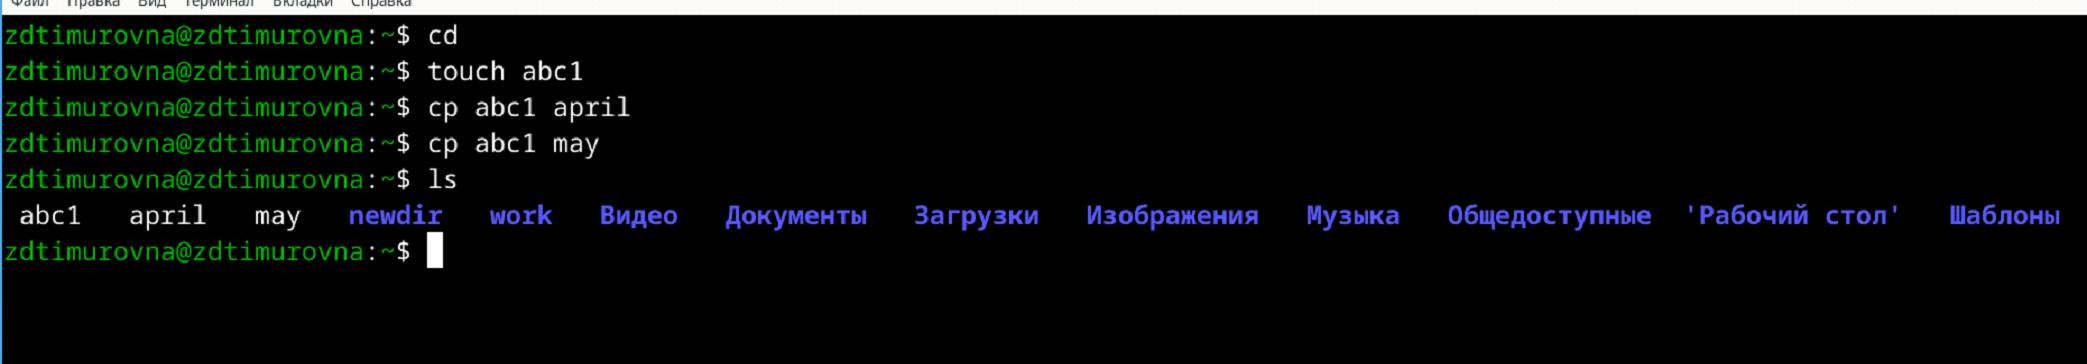 Файл Правка Вид Терминал Вкладки Справка
zdtimurovna@zdtimurovna:~$ cd
zdtimurovna@zdtimurovna:~$ touch abc1
zdtimurovna@zdtimurovna:~$ cp abc1 april
zdtimurovna@zdtimurovna:~$ cp abc1 may
zdtimurovna@zdtimurovna:~$ ls
abc1 april may newdir work Видео Документы Загрузки Изображения Музыка Общедоступные 'Рабочий стол' Шаблоны
zdtimurovna@zdtimurovna:~$